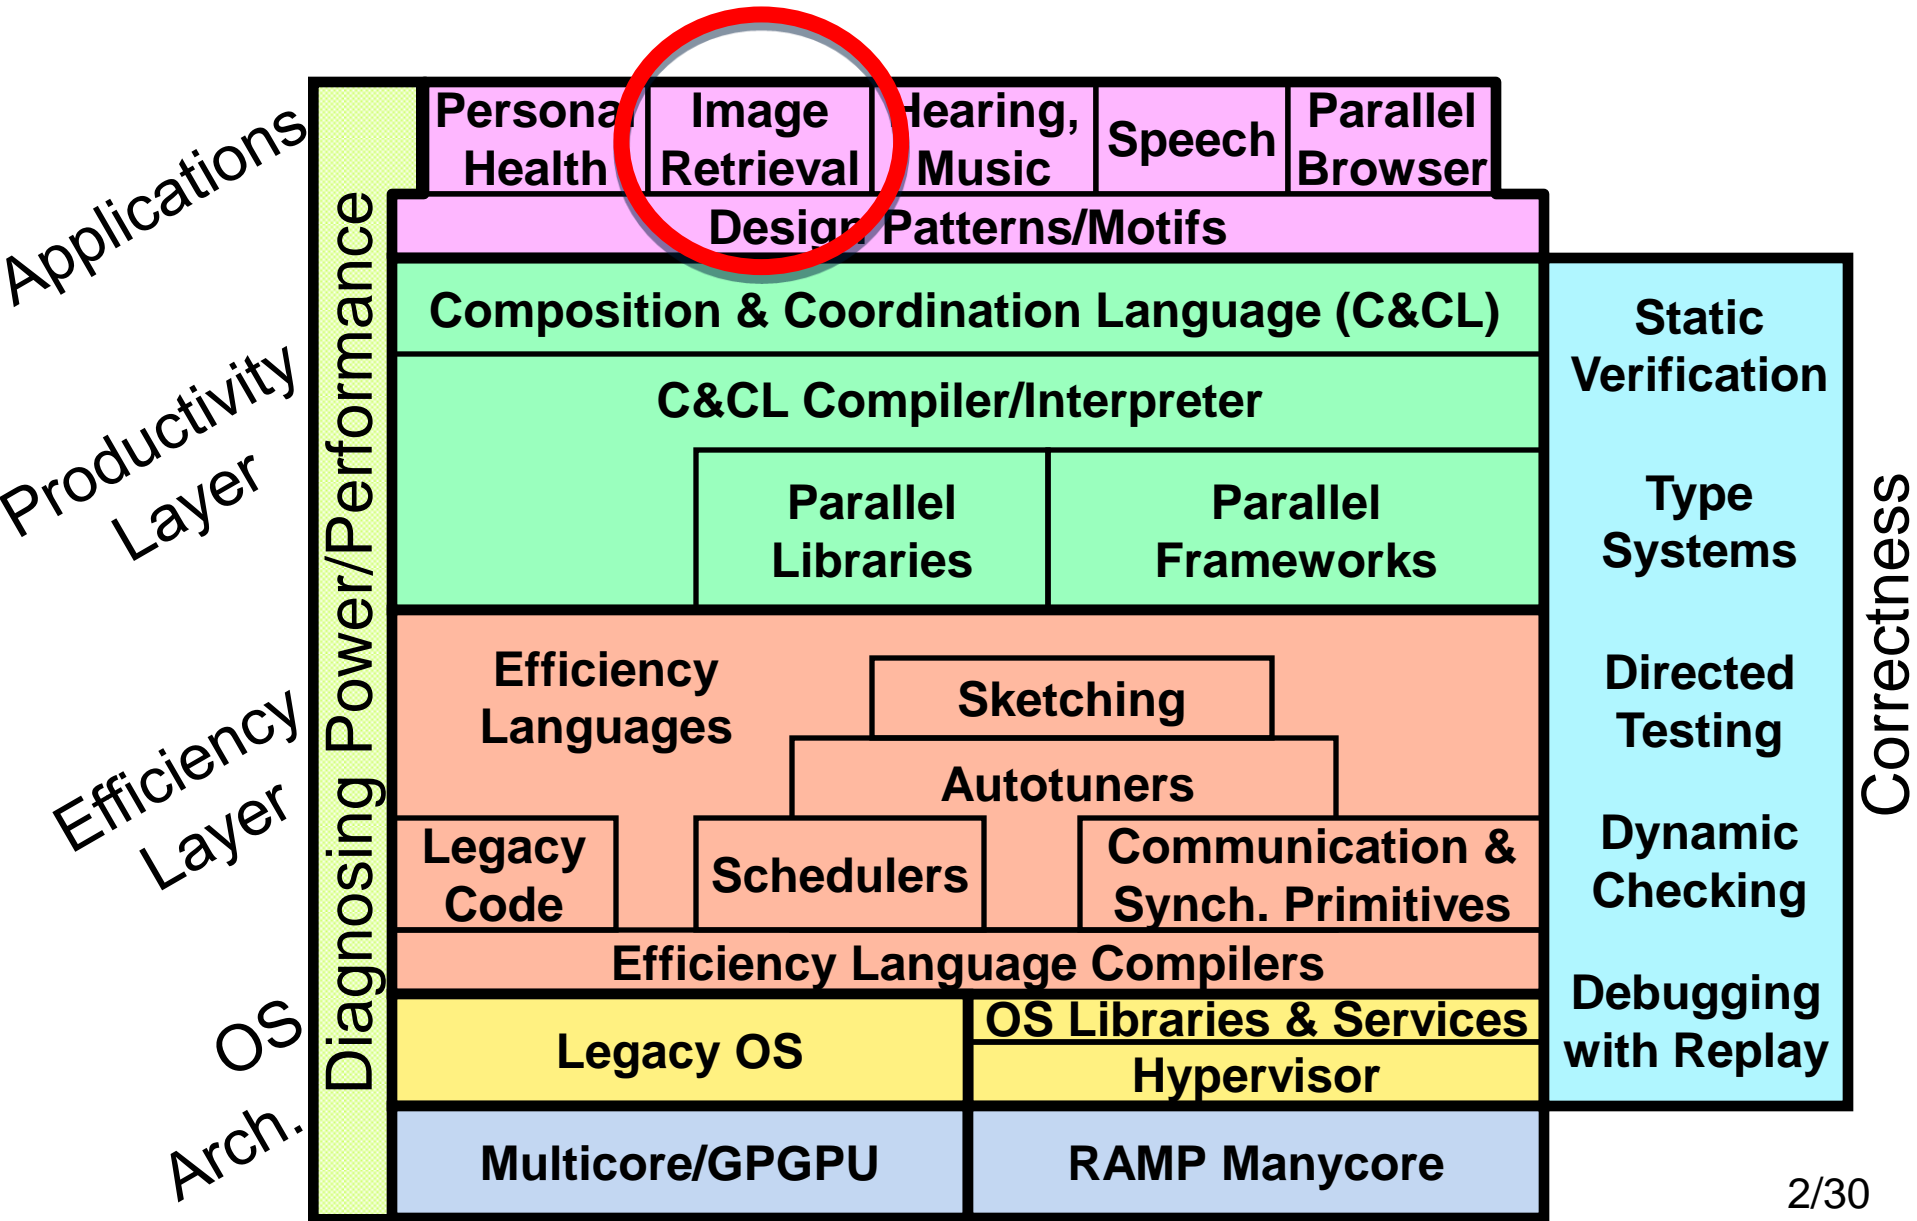 Applications
Productivity
Layer
Efficiency
Layer
OS
Arch.
Diagnosing Power/Performance
Personal
Health
Image
Retrieval
Hearing,
Music
Speech
Parallel
Browser
Design Patterns/Motifs
Composition & Coordination Language (C&CL)
C&CL Compiler/Interpreter
Parallel
Libraries
Parallel
Frameworks
Efficiency
Languages
Sketching
Autotuners
Legacy
Code
Schedulers
Communication &
Synch. Primitives
Efficiency Language Compilers
Legacy OS
OS Libraries & Services
Hypervisor
Multicore/GPGPU
RAMP Manycore
Static
Verification
Type
Systems
Directed
Testing
Dynamic
Checking
Debugging
with Replay
Correctness
2/30